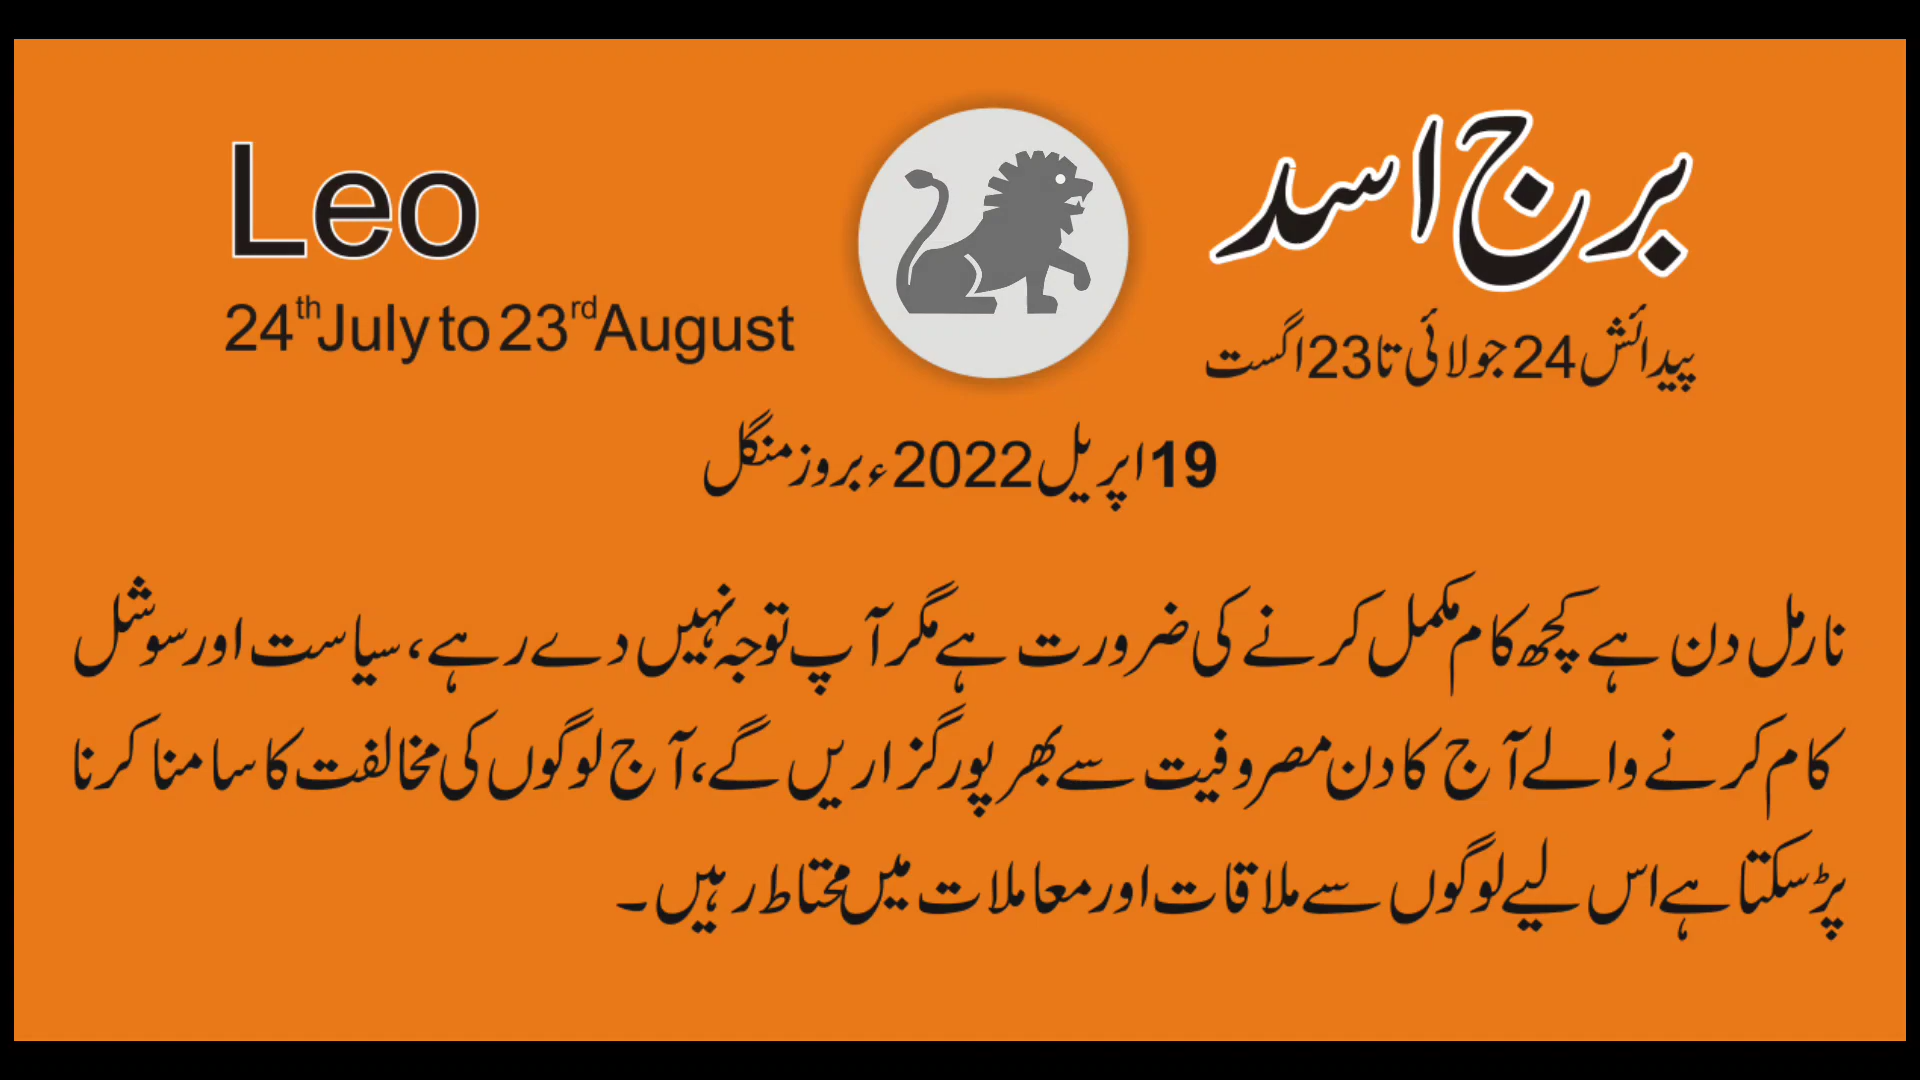 Leo
برج اسد
24th July to 23rd August
پیدائش 24 جولائی تا 23 اگست
19 اپریل 2022ء بروز منگل
نارمل دن ہے کچھ کام مکمل کرنے کی ضرورت ہے مگر آپ توجہ نہیں دے رہے، سیاست اور سوشل
کام کرنے والے آج کا دن مصروفیت سے بھرپور گزاریں گے، آج لوگوں کی مخالفت کا سامنا کرنا
پڑ سکتا ہے اس لیے لوگوں سے ملاقات اور معاملات میں محتاط رہیں۔